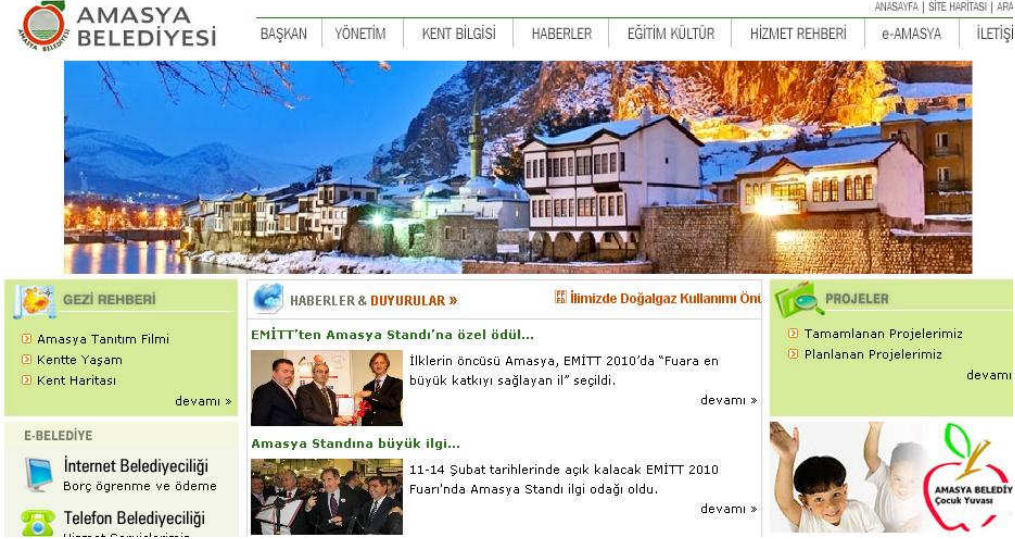 ANASAYFA | SİTE HARİTASI |
AMASYA
BELEDİYESİ
AMASYA BELEDİYESİ
BAŞKAN | YÖNETİM | KENT BİLGİSİ | HABERLER | EĞİTİM KÜLTÜR | HİZMET REHBERİ | e-AMASYA
GEZİ REHBERİ
Amasya Tanıtım Filmi
Kentte Yaşam
Kent Haritası
devamı »
E-BELEDİYE
İnternet Belediyeciliği
Borç ögrenme ve ödeme
Telefon Belediyeciliği
HABERLER & DUYURULAR »
İlimizde Doğalgaz Kullanımı
EMİTT'ten Amasya Standı'na özel ödül...
İlklerin öncüsü Amasya, EMİTT 2010'da "Fuara en
büyük katkıyı sağlayan il" seçildi.
devamı »
Amasya Standına büyük ilgi...
11-14 Şubat tarihlerinde açık kalacak EMİTT 2010
Fuarı'nda Amasya Standı ilgi odağı oldu.
devamı »
PROJELER
Tamamlanan Projelerimiz
Planlanan Projelerimiz
devamı
AMASYA BELEDİY
Çocuk Yuvası